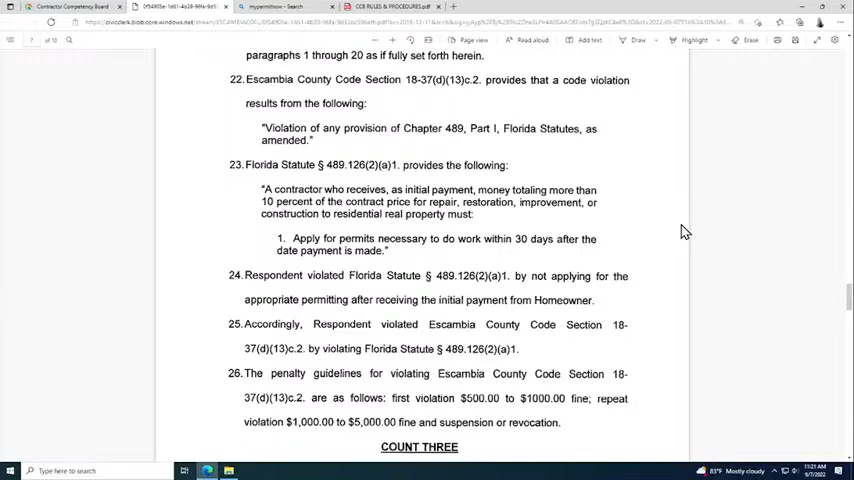 Contractor Competency Board
mypermitnow - Search
CCB RULES & PROCEDURES.pdf
of 10
Page view
Read aloud
Add text
Draw
Highlight
Erase
paragraphs 1 through 20 as if fully set forth herein.
22. Escambia County Code Section 18-37(d)(13)c.2. provides that a code violation
results from the following:
“Violation of any provision of Chapter 489, Part I, Florida Statutes, as
amended.”
23. Florida Statute § 489.126(2)(a)1. provides the following:
“A contractor who receives, as initial payment, money totaling more than
10 percent of the contract price for repair, restoration, improvement, or
construction to residential real property must:
1. Apply for permits necessary to do work within 30 days after the
date payment is made.”
24. Respondent violated Florida Statute § 489.126(2)(a)1. by not applying for the
appropriate permitting after receiving the initial payment from Homeowner.
25. Accordingly, Respondent violated Escambia County Code Section 18-
37(d)(13)c.2. by violating Florida Statute § 489.126(2)(a)1.
26. The penalty guidelines for violating Escambia County Code Section 18-
37(d)(13)c.2. are as follows: first violation $500.00 to $1000.00 fine; repeat
violation $1,000.00 to $5,000.00 fine and suspension or revocation.
COUNT THREE
Type here to search
83°F Mostly cloudy
11:21 AM
9/7/2022